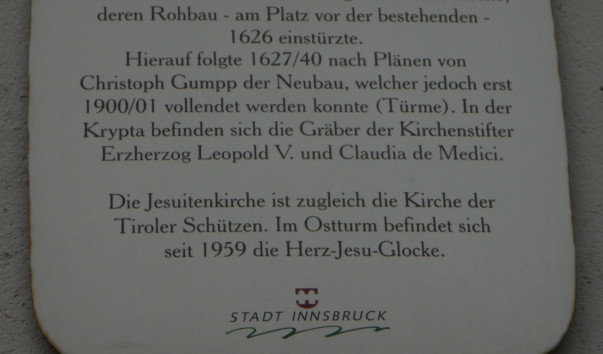 deren Rohbau - am Platz vor der bestehenden -
1626 einstürzte.
Hierauf folgte 1627/40 nach Plänen von
Christoph Gumpp der Neubau, welcher jedoch erst
1900/01 vollendet werden konnte (Türme). In der
Krypta befinden sich die Gräber der Kirchenstifter
Erzherzog Leopold V. und Claudia de Medici.
Die Jesuitenkirche ist zugleich die Kirche der
Tiroler Schützen. Im Ostturm befindet sich
seit 1959 die Herz-Jesu-Glocke.
STADT INNSBRUCK